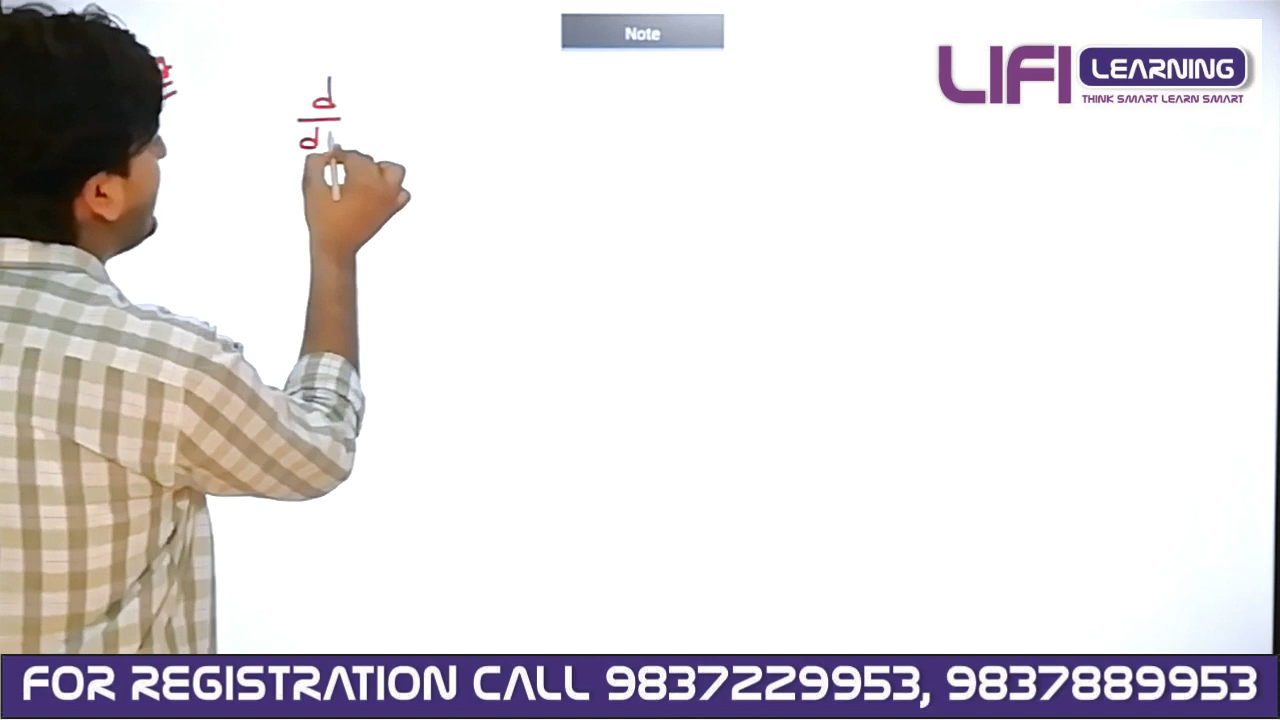 Note
LIFI LEARNING
THINK SMART LEARN SMART
d
d
FOR REGISTRATION CALL 9837229953, 9837889953